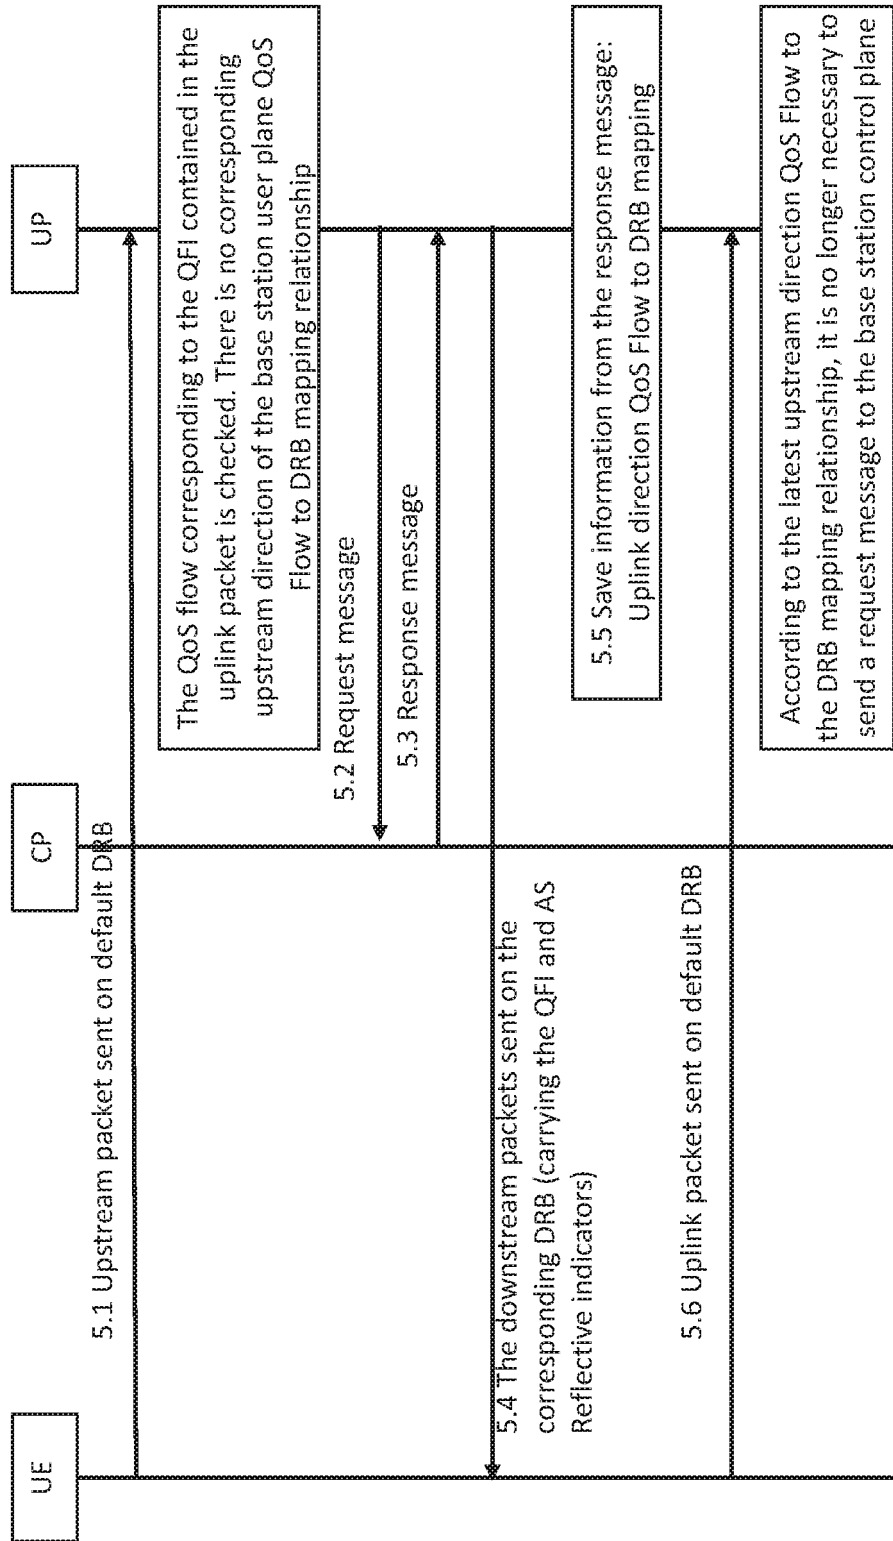 UE
CP
UP
5.1 Upstream packet sent on default DRB
The QoS flow corresponding to the QFI contained in the
uplink packet is checked. There is no corresponding
upstream direction of the base station user plane QoS
Flow to DRB mapping relationship
5.2 Request message
5.3 Response message
5.4 The downstream packets sent on the
corresponding DRB (carrying the QFI and AS
Reflective indicators)
5.5 Save information from the response message:
Uplink direction QoS Flow to DRB mapping
5.6 Uplink packet sent on default DRB
According to the latest upstream direction QoS Flow to
the DRB mapping relationship, it is no longer necessary to
send a request message to the base station control plane